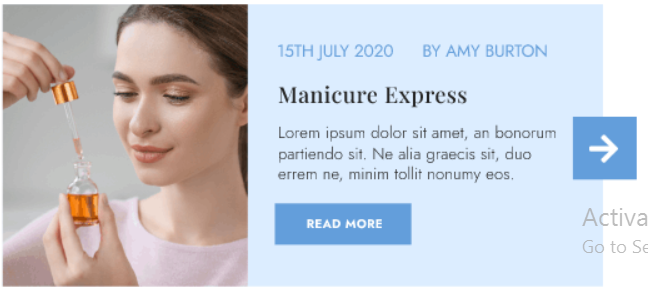 15TH JULY 2020 BY AMY BURTON
Manicure Express
Lorem ipsum dolor sit amet, an bonorum
partiendo sit. Ne alia graecis sit, duo
errem ne, minim tollit nonumy eos.
READ MORE
Activa
Go to Se